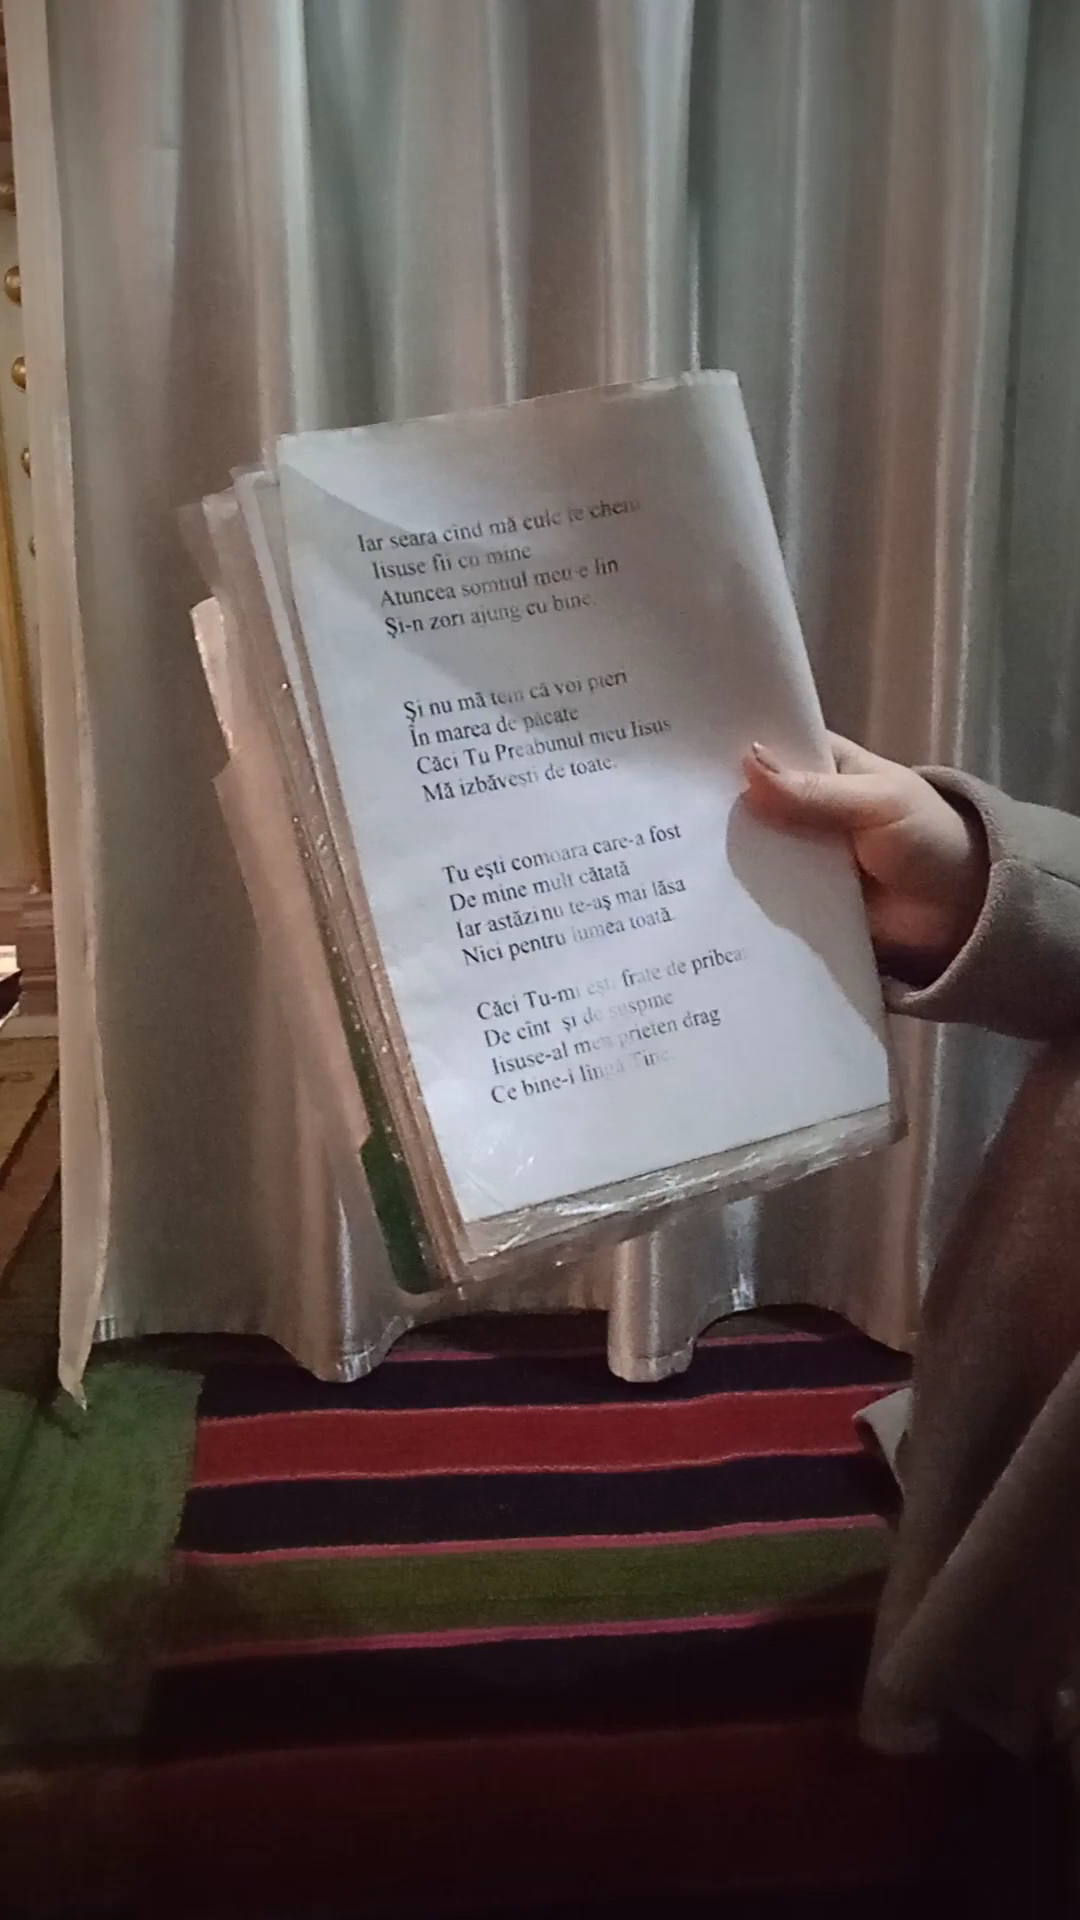 Iar seara cînd mă culc te chem
Iisuse fii cu mine
Atuncea somnul meu-e lin
Şi-n zori ajung cu bine.
Şi nu mă tem că voi pieri
În marea de păcate
Căci Tu Preabunul meu Iisus
Mă izbăveşti de toate.
Tu eşti comoara care-a fost
De mine mult cătată
Iar astăzi nu te-aş mai lăsa
Nici pentru lumea toată.
Căci Tu-mi eşti frate de
De cînt şi de suspine
Iisuse-al meu prieten drag
Ce bine-i lîngă Tine.